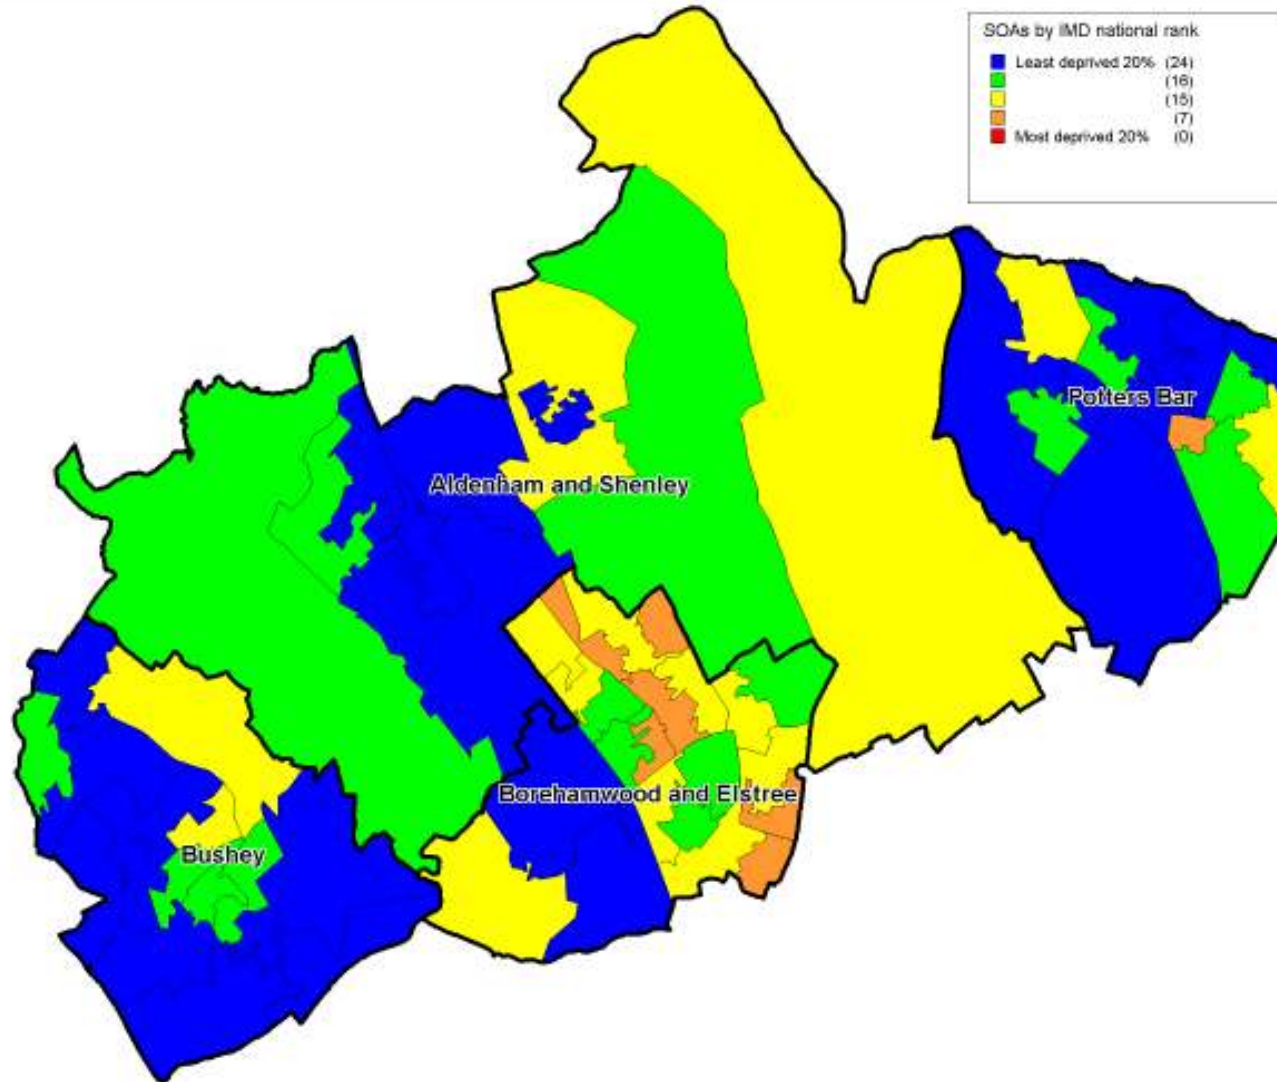 SOAs by IMD national rank
Least deprived 20% (24)
(16)
(15)
(7)
Most deprived 20% (0)
Potters Bar
Aldenham and Shenley
Borehamwood and Elstree
Bushey